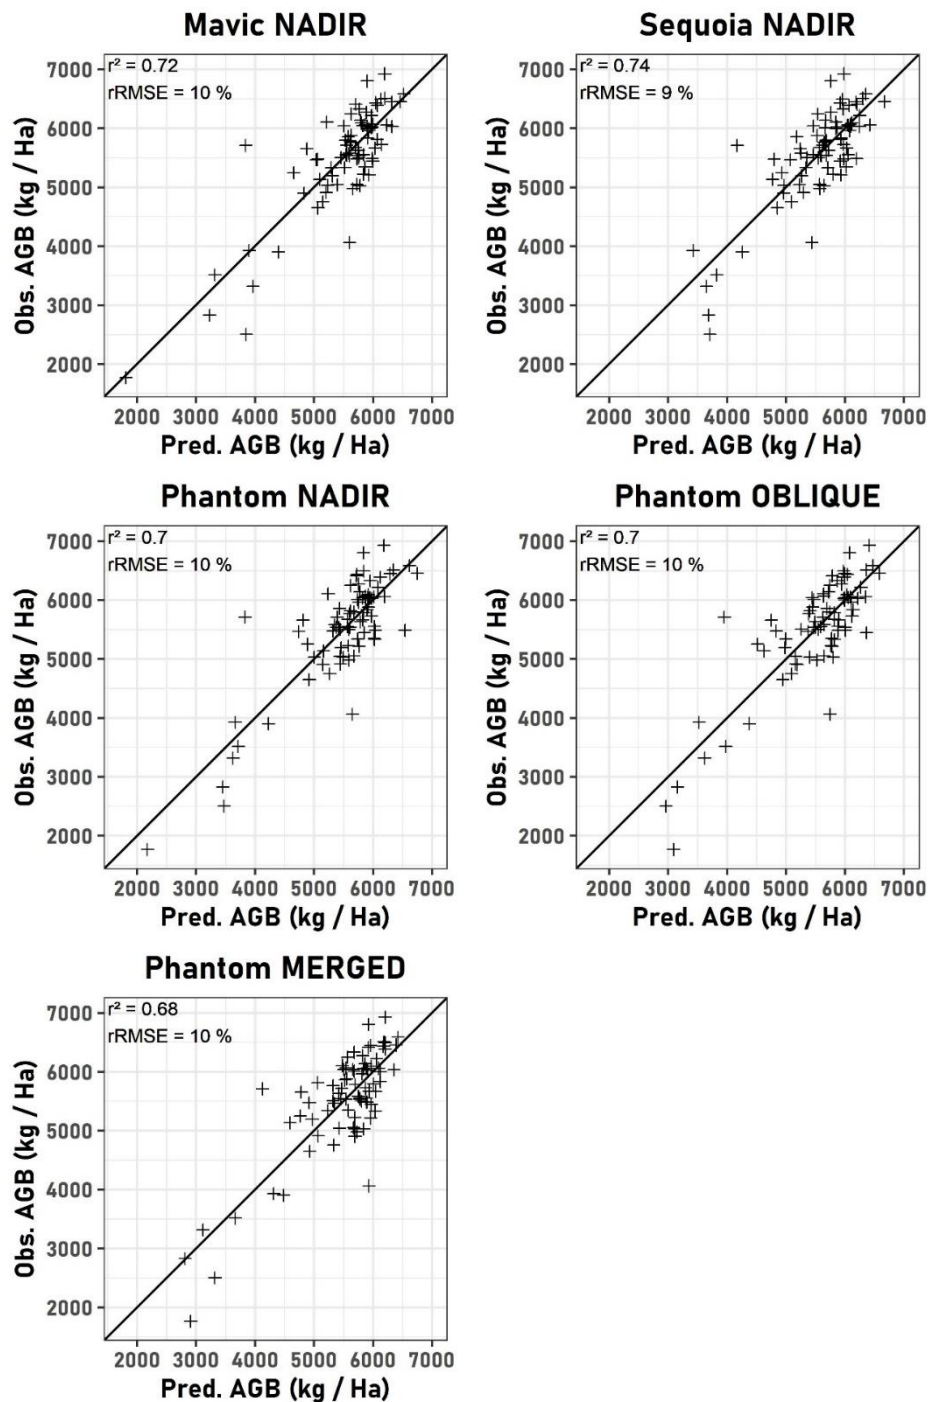 Mavic NADIR
r² = 0.72
rRMSE = 10 %
7000
6000
5000
4000
3000
2000
Obs. AGB (kg / Ha)
2000 3000 4000 5000 6000 7000
Pred. AGB (kg / Ha)
Sequoia NADIR
r² = 0.74
rRMSE = 9 %
7000
6000
5000
4000
3000
2000
Obs. AGB (kg / Ha)
2000 3000 4000 5000 6000 7000
Pred. AGB (kg / Ha)
Phantom NADIR
r² = 0.7
rRMSE = 10 %
7000
6000
5000
4000
3000
2000
Obs. AGB (kg / Ha)
2000 3000 4000 5000 6000 7000
Pred. AGB (kg / Ha)
Phantom OBLIQUE
r² = 0.7
rRMSE = 10 %
7000
6000
5000
4000
3000
2000
Obs. AGB (kg / Ha)
2000 3000 4000 5000 6000 7000
Pred. AGB (kg / Ha)
Phantom MERGED
r² = 0.68
rRMSE = 10 %
7000
6000
5000
4000
3000
2000
Obs. AGB (kg / Ha)
2000 3000 4000 5000 6000 7000
Pred. AGB (kg / Ha)